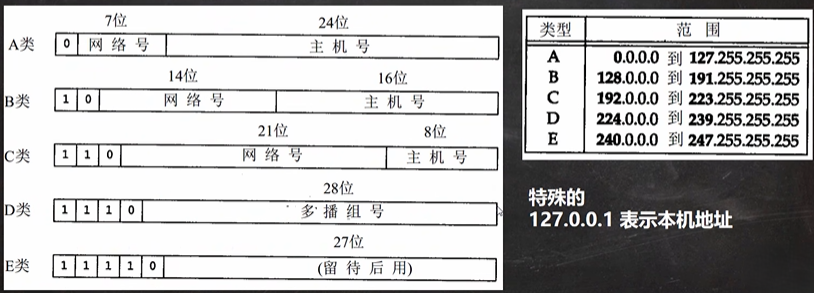 7位 24位
A类 0 网络号 主机号
14位 16位
B类 1 0 网络号 主机号
21位 8位
C类 1 1 0 网络号 主机号
28位
D类 1 1 1 0 多播组号
27位
E类 1 1 1 1 0 (留待后用)
类型 范围
A 0.0.0.0 到 127.255.255.255
B 128.0.0.0 到 191.255.255.255
C 192.0.0.0 到 223.255.255.255
D 224.0.0.0 到 239.255.255.255
E 240.0.0.0 到 247.255.255.255
特殊的
127.0.0.1 表示本机地址